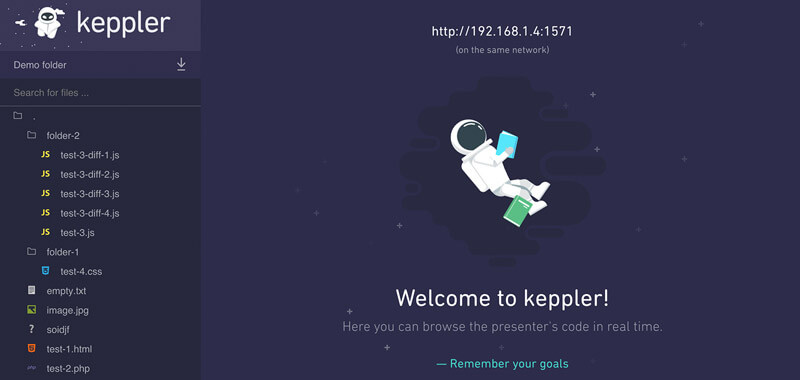 keppler
Demo folder
Search for files ...
.
folder-2
JS test-3-diff-1.js
JS test-3-diff-2.js
JS test-3-diff-3.js
JS test-3-diff-4.js
JS test-3.js
folder-1
test-4.css
empty.txt
image.jpg
? soidjf
test-1.html
test-2.php
http://192.168.1.4:1571
(on the same network)
Welcome to keppler!
Here you can browse the presenter's code in real time.
— Remember your goals